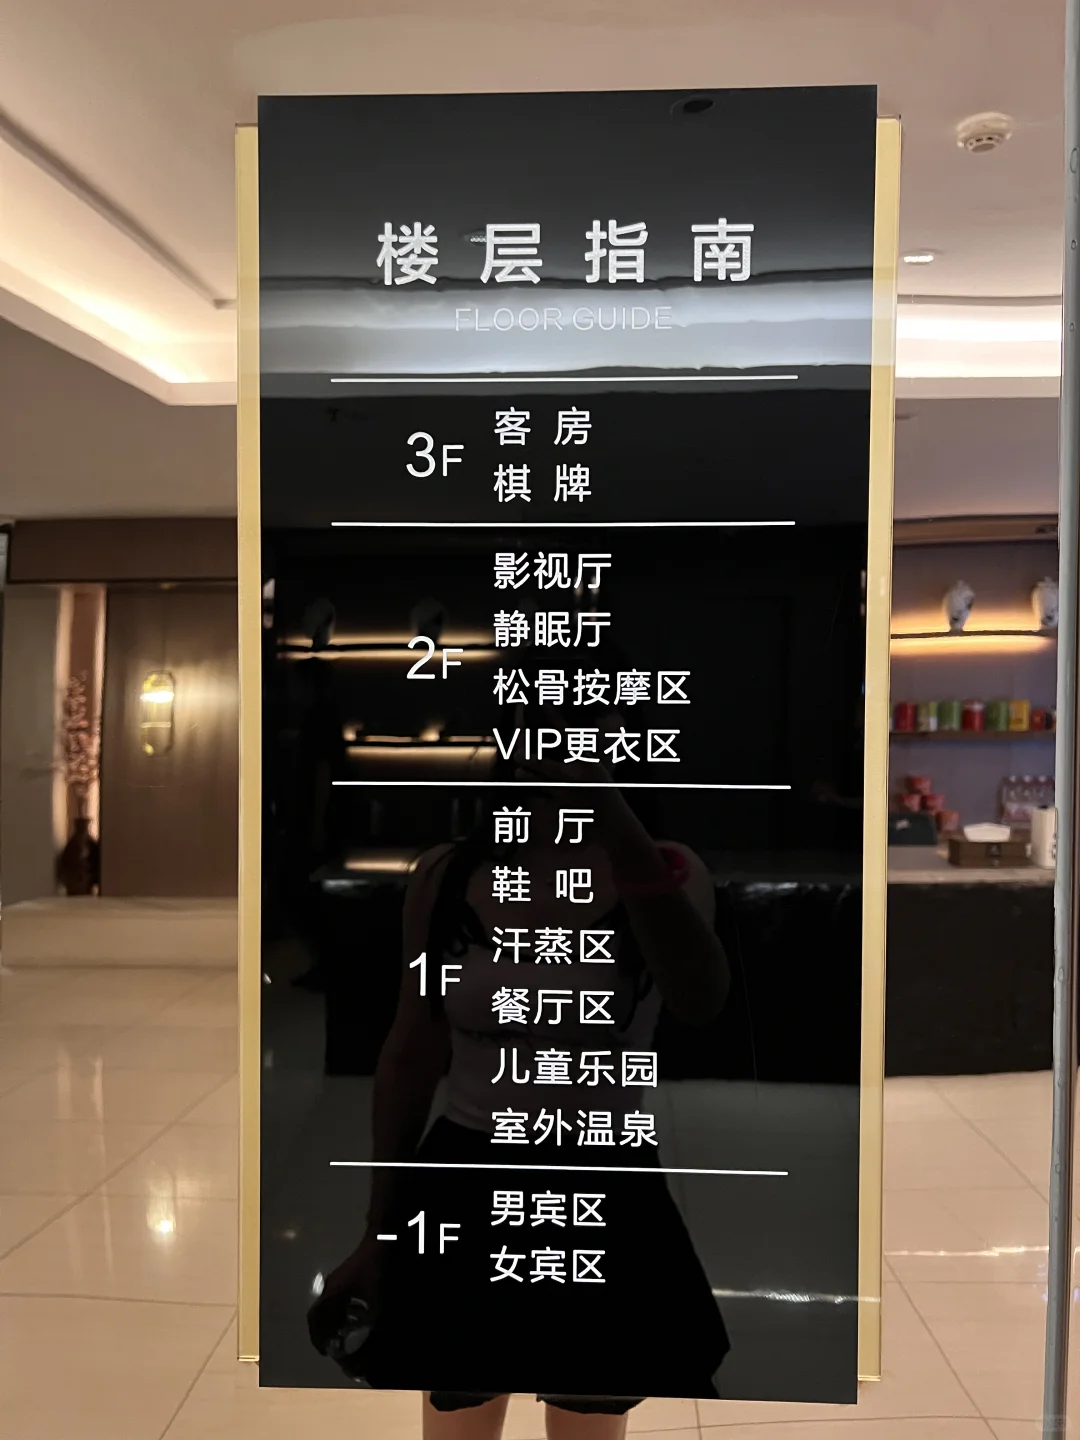 楼层指南
FLOOR GUIDE
3F
客房
棋牌
2F
影视厅
静眠厅
松骨按摩区
VIP更衣区
1F
前厅
鞋吧
汗蒸区
餐厅区
儿童乐园
室外温泉
-1F
男宾区
女宾区